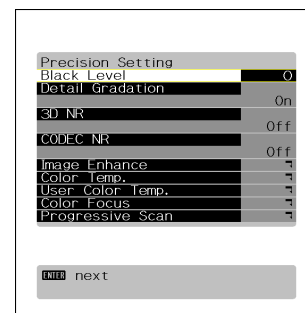 Precision Setting
Black Level 0
Detail Gradation
On
3D NR
Off
CODEC NR
Off
Image Enhance
Color Temp.
User Color Temp.
Color Focus
Progressive Scan
ENTER next